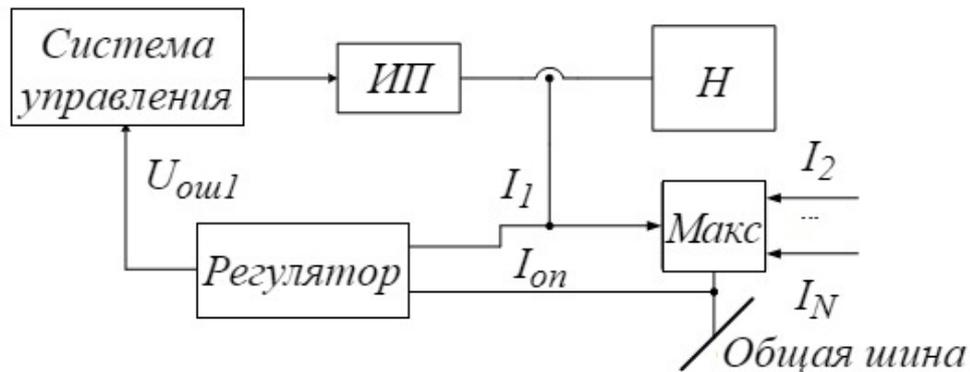 Система
управления
ИП
Н
U_ош1
I_1
I_2
...
Макс
Регулятор
I_оп
I_N
Общая шина